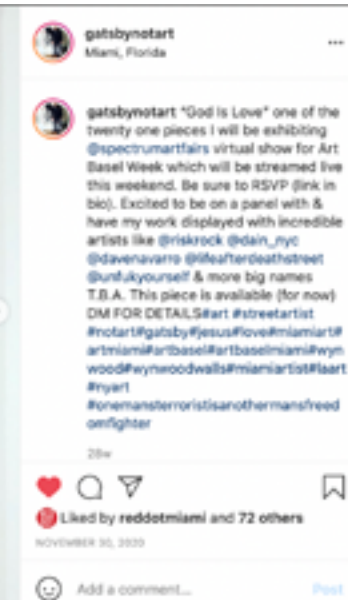 gatsbynotart
Miami, Florida
gatsbynotart "God Is Love" one of the
twenty one pieces I will be exhibiting
@spectrumartfairs virtual show for Art
Basel Week which will be streamed live
this weekend. Be sure to RSVP (link in
bio). Excited to be on a panel with &
have my work displayed with incredible
artists like @riskrock @dain_nyc
@davenavarro @lifeafterdeathstreet
@unfukyourself & more big names
T.B.A. This piece is available (for now)
DM FOR DETAILS#art #streetartist
#notart#gatsby#jesus#love#miamiart#
artmiami#artbasel#artbaselmiami#wyn
wood#wynwoodwalls#miamiartist#laart
#nyart
#onemansterroristisanothermansfreed
omfighter
28w
Liked by reddotmiami and 72 others
NOVEMBER 30, 2020
Add a comment...
Post